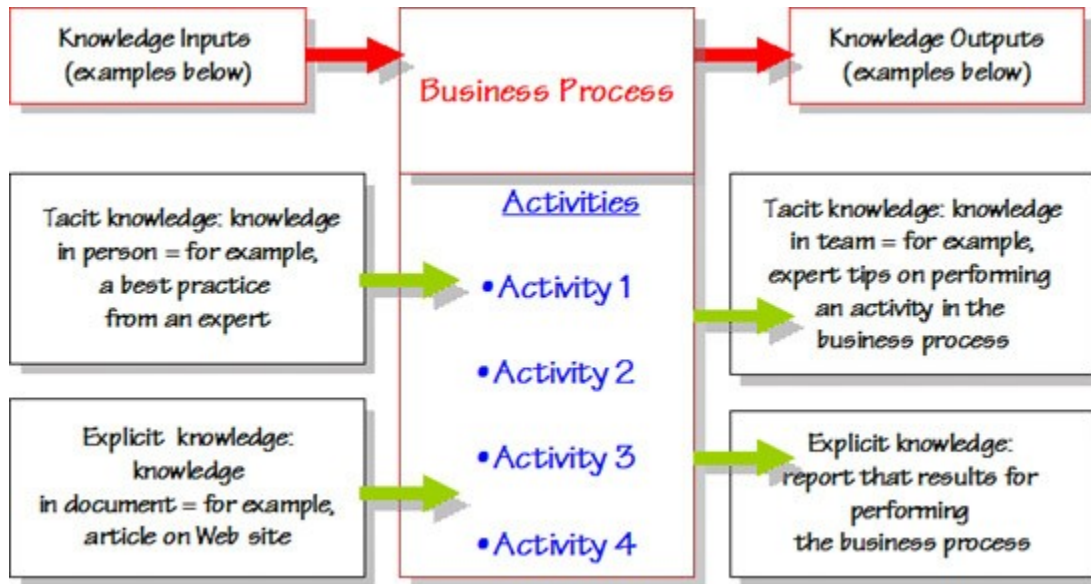 Knowledge Inputs
(examples below)
Business Process
Knowledge Outputs
(examples below)
Tacit knowledge: knowledge
in person = for example,
a best practice
from an expert
Explicit knowledge:
knowledge
in document = for example,
article on Web site
Activities
•Activity 1
•Activity 2
•Activity 3
•Activity 4
Tacit knowledge: knowledge
in team = for example,
expert tips on performing
an activity in the
business process
Explicit knowledge:
report that results for
performing
the business process